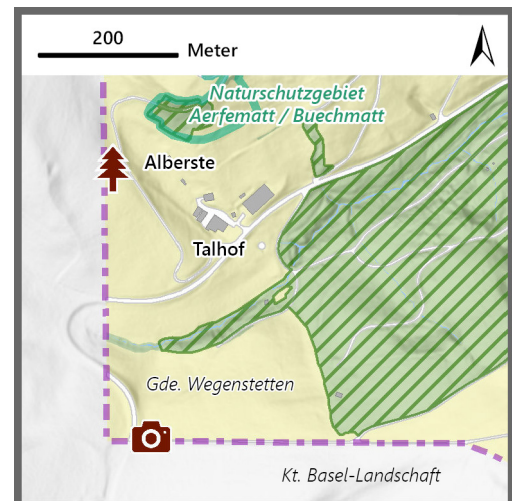 200
Meter
Naturschutzgebiet
Aerfematt / Buechmatt
Alberste
Talhof
Gde. Wegenstetten
Kt. Basel-Landschaft